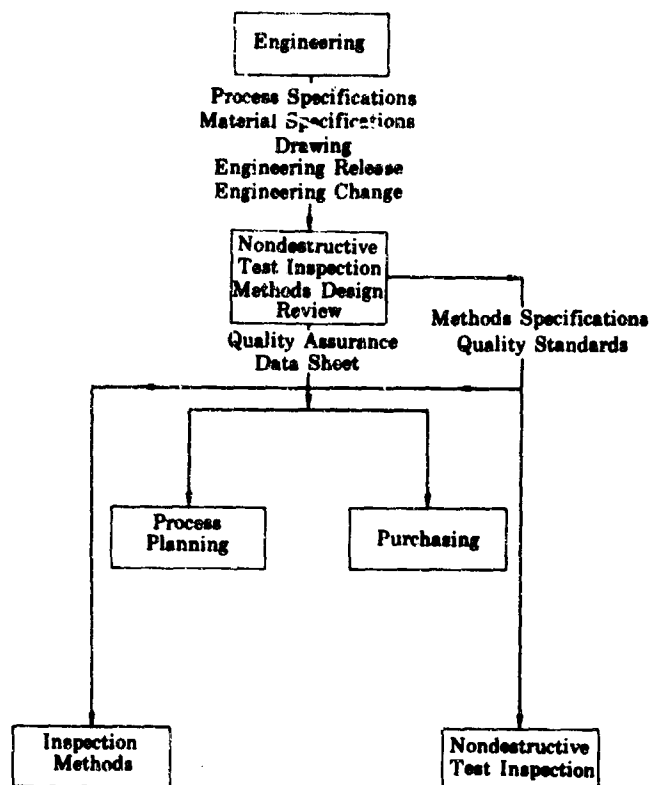 Engineering
Process Specifications
Material Specifications
Drawing
Engineering Release
Engineering Change
Nondestructive
Test Inspection
Methods Design
Review
Methods Specifications
Quality Standards
Quality Assurance
Data Sheet
Process
Planning
Purchasing
Inspection
Methods
Nondestructive
Test Inspection